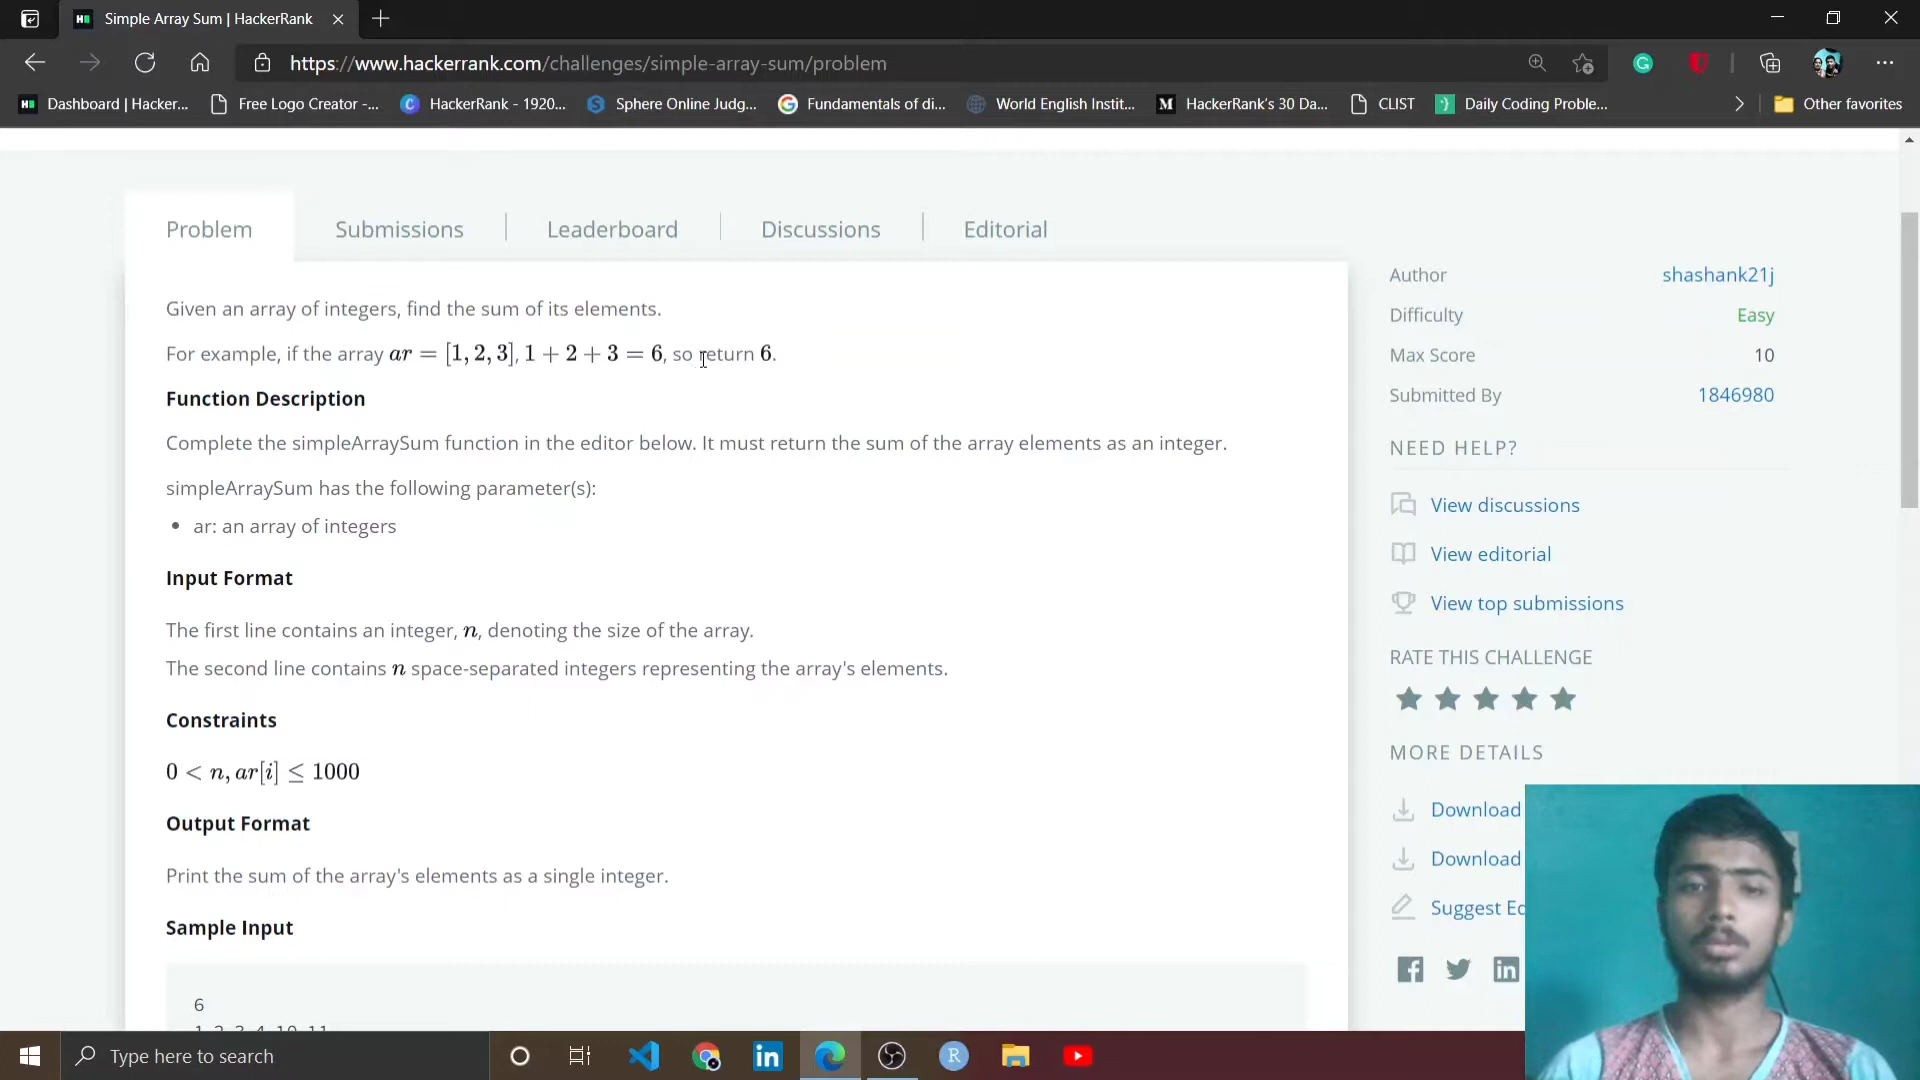 Simple Array Sum | HackerRank
https://www.hackerrank.com/challenges/simple-array-sum/problem
Dashboard | Hacker...
Free Logo Creator -...
HackerRank - 1920...
Sphere Online Judg...
Fundamentals of di...
World English Instit...
HackerRank's 30 Da...
CLIST
Daily Coding Proble...
Other favorites
Problem
Submissions
Leaderboard
Discussions
Editorial
Given an array of integers, find the sum of its elements.
For example, if the array ar = [1, 2, 3], 1 + 2 + 3 = 6, so return 6.
Function Description
Complete the simpleArraySum function in the editor below. It must return the sum of the array elements as an integer.
simpleArraySum has the following parameter(s):
• ar: an array of integers
Input Format
The first line contains an integer, n, denoting the size of the array.
The second line contains n space-separated integers representing the array's elements.
Constraints
0 < n, ar[i] ≤ 1000
Output Format
Print the sum of the array's elements as a single integer.
Sample Input
6
1 2 3 4 10 11
Author shashank21j
Difficulty Easy
Max Score 10
Submitted By 1846980
NEED HELP?
View discussions
View editorial
View top submissions
RATE THIS CHALLENGE
MORE DETAILS
Download
Download
Suggest Ed
Type here to search